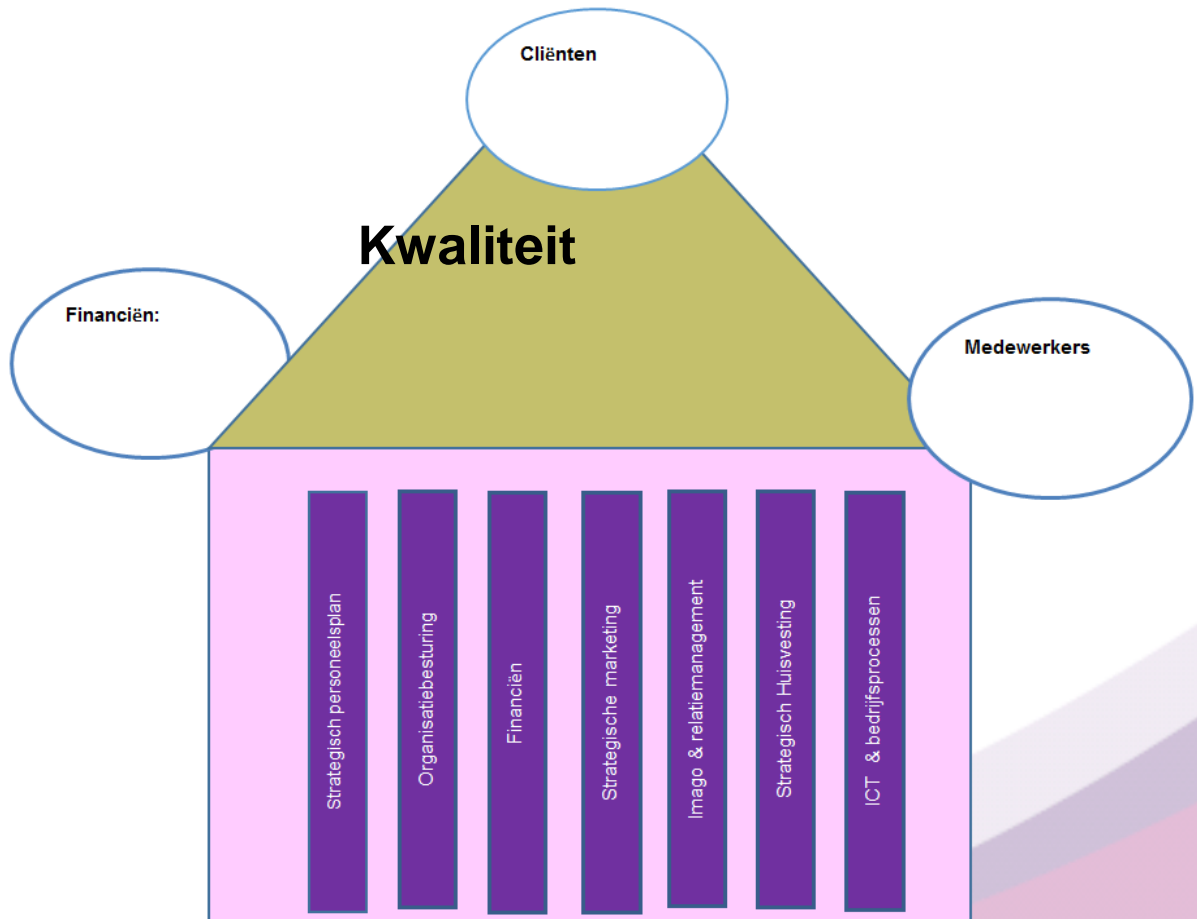 Cliënten
Kwaliteit
Financiën:
Medewerkers
Strategisch personeelsplan
Organisatiebesturing
Financiën
Strategische marketing
Imago & relatiemanagement
Strategisch Huisvesting
ICT & bedrijfsprocessen